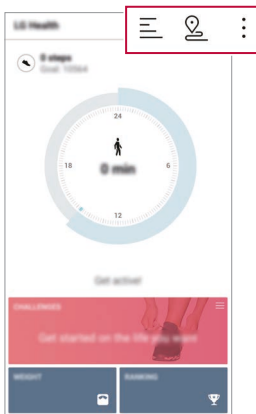 LG Health
0 steps
Goal: 10564
24
18
6
0 min
12
Get active!
CHALLENGES
Get started on the life you want
WEIGHT
RANKING